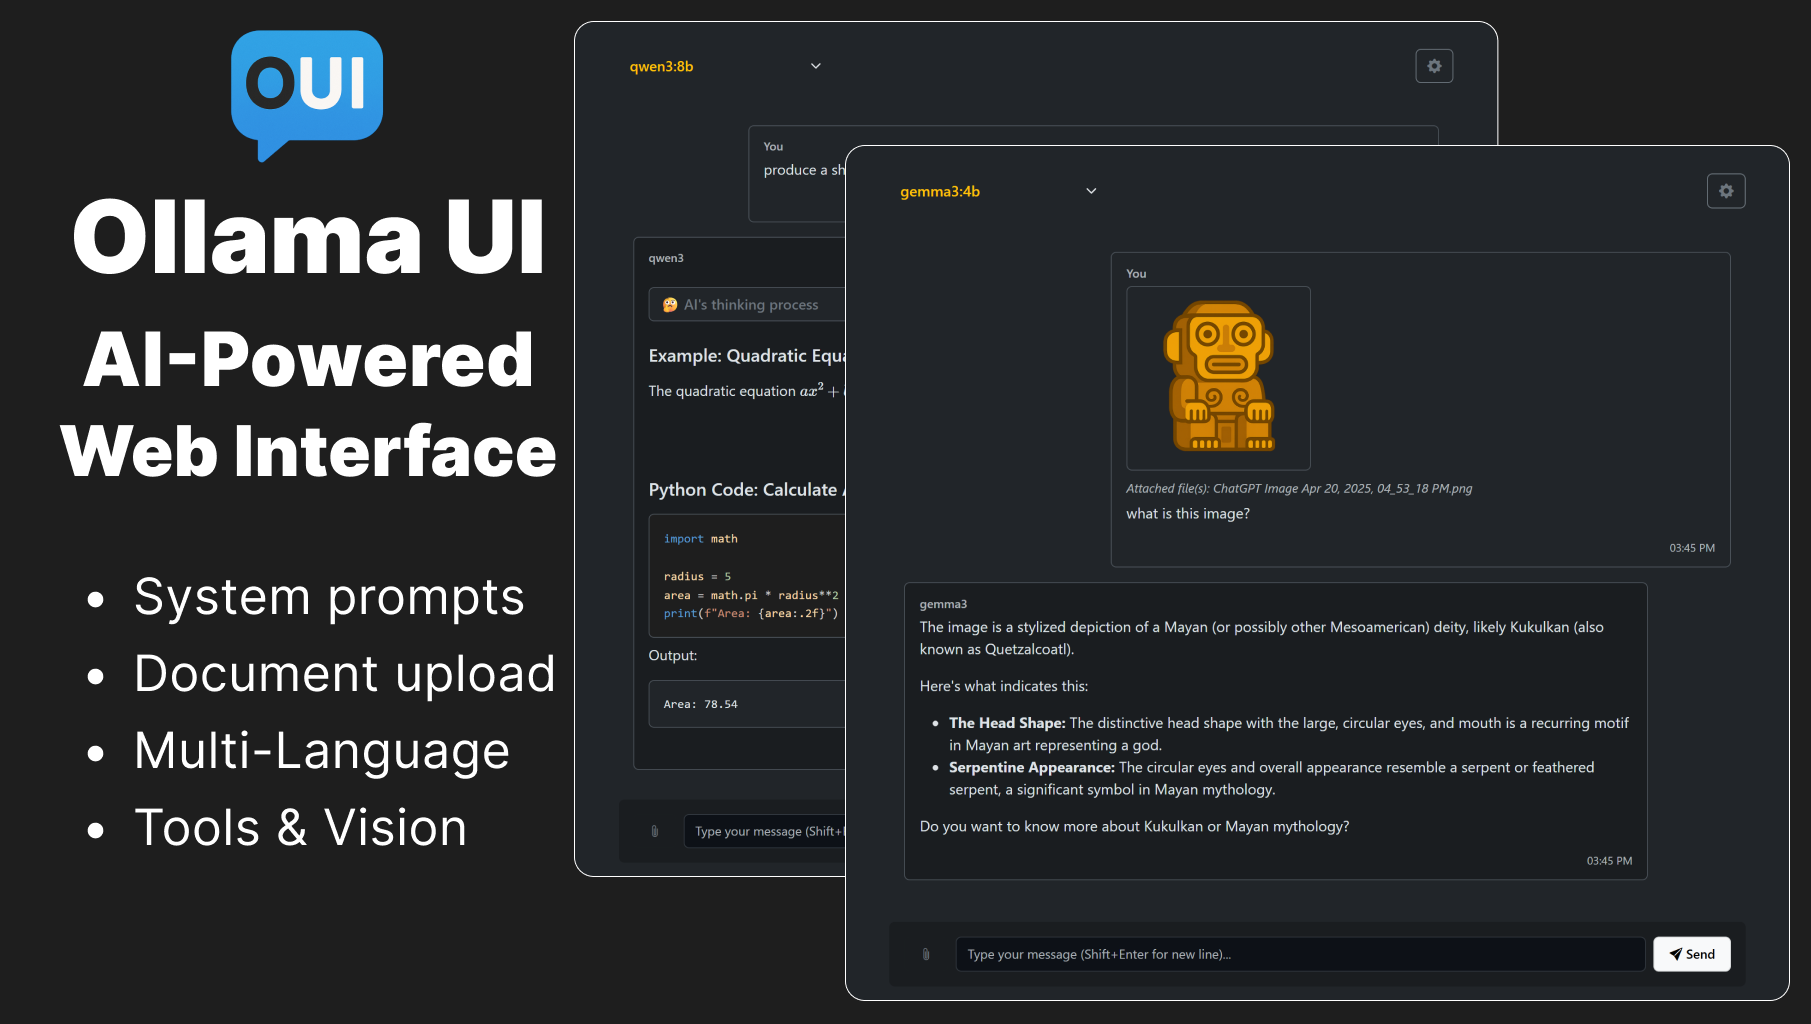 OUI
Ollama UI
AI-Powered
Web Interface
• System prompts
• Document upload
• Multi-Language
• Tools & Vision
qwen3:8b
You
produce a sh
qwen3
🤔 AI's thinking process
Example: Quadratic Equa
The quadratic equation ax² +
Python Code: Calculate
import math
radius = 5
area = math.pi * radius**2
print(f"Area: {area:.2f}")
Output:
Area: 78.54
Type your message (Shift+E
gemma3:4b
You
Attached file(s): ChatGPT Image Apr 20, 2025, 04_53_18 PM.png
what is this image?
03:45 PM
gemma3
The image is a stylized depiction of a Mayan (or possibly other Mesoamerican) deity, likely Kukulkan (also
known as Quetzalcoatl).
Here's what indicates this:
• The Head Shape: The distinctive head shape with the large, circular eyes, and mouth is a recurring motif
in Mayan art representing a god.
• Serpentine Appearance: The circular eyes and overall appearance resemble a serpent or feathered
serpent, a significant symbol in Mayan mythology.
Do you want to know more about Kukulkan or Mayan mythology?
03:45 PM
Type your message (Shift+Enter for new line)...
Send